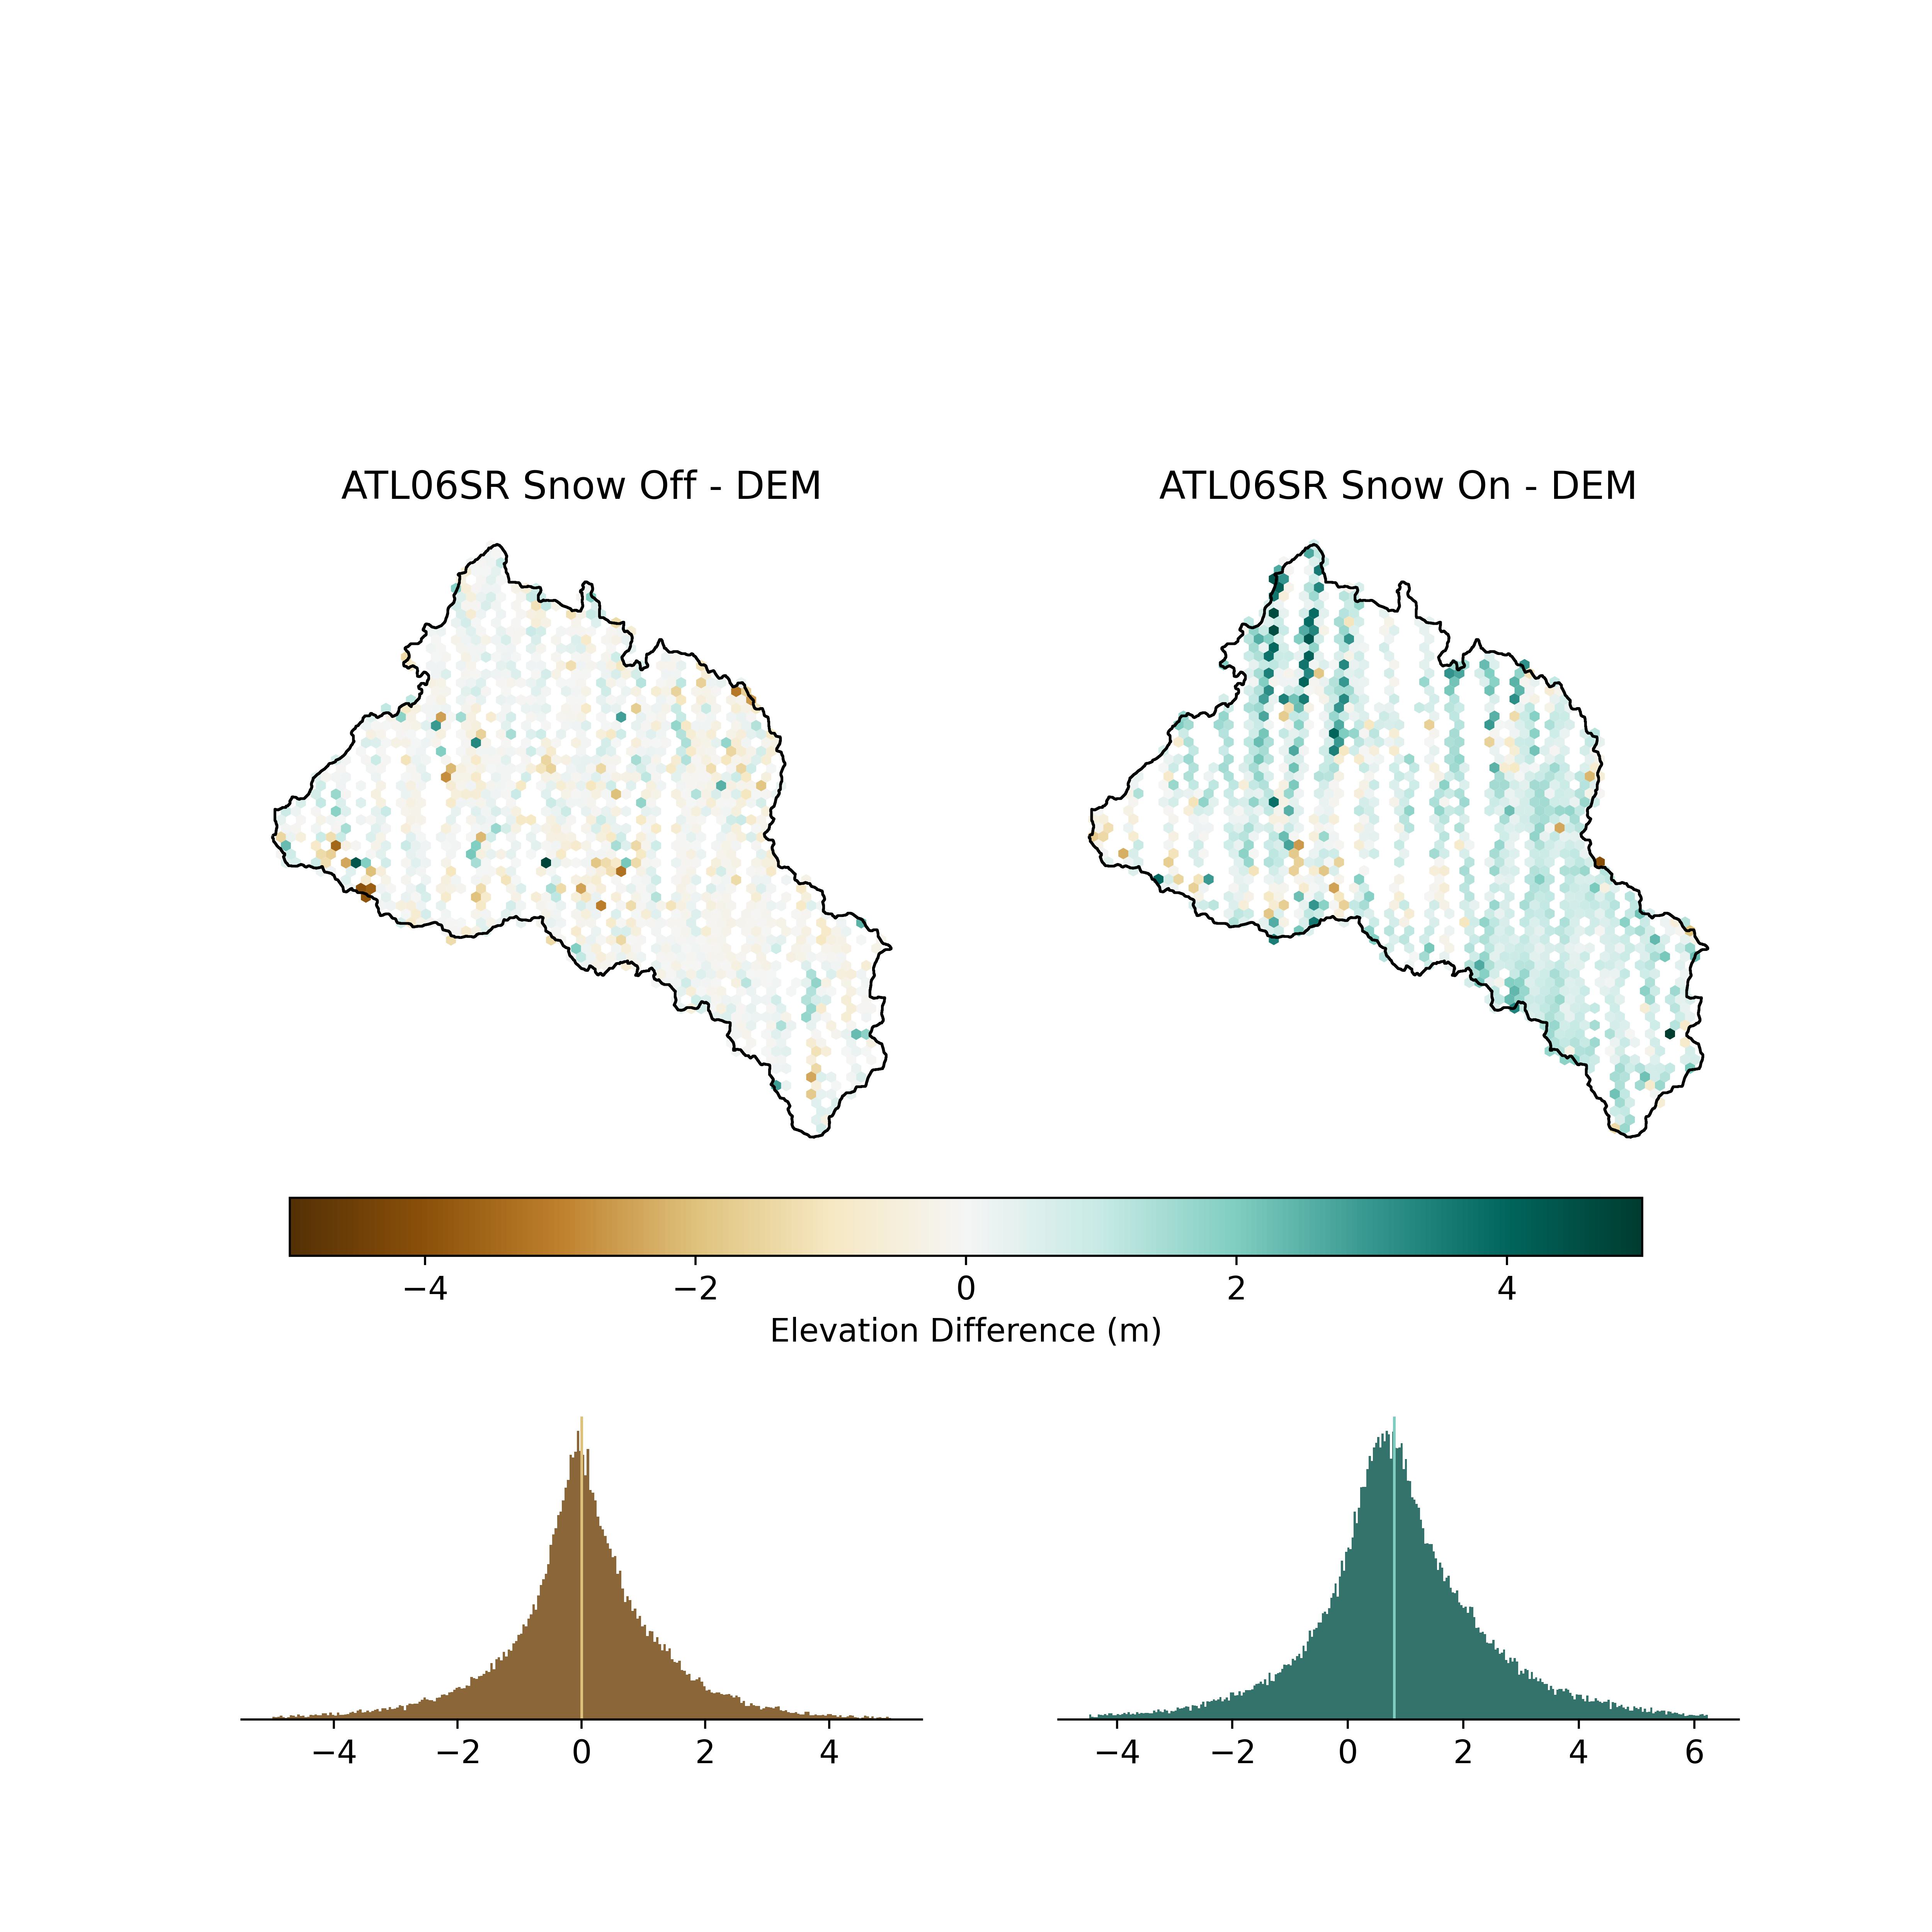 ATL06SR Snow Off - DEM
ATL06SR Snow On - DEM
−4 −2 0 2 4
Elevation Difference (m)
−4 −2 0 2 4
−4 −2 0 2 4 6